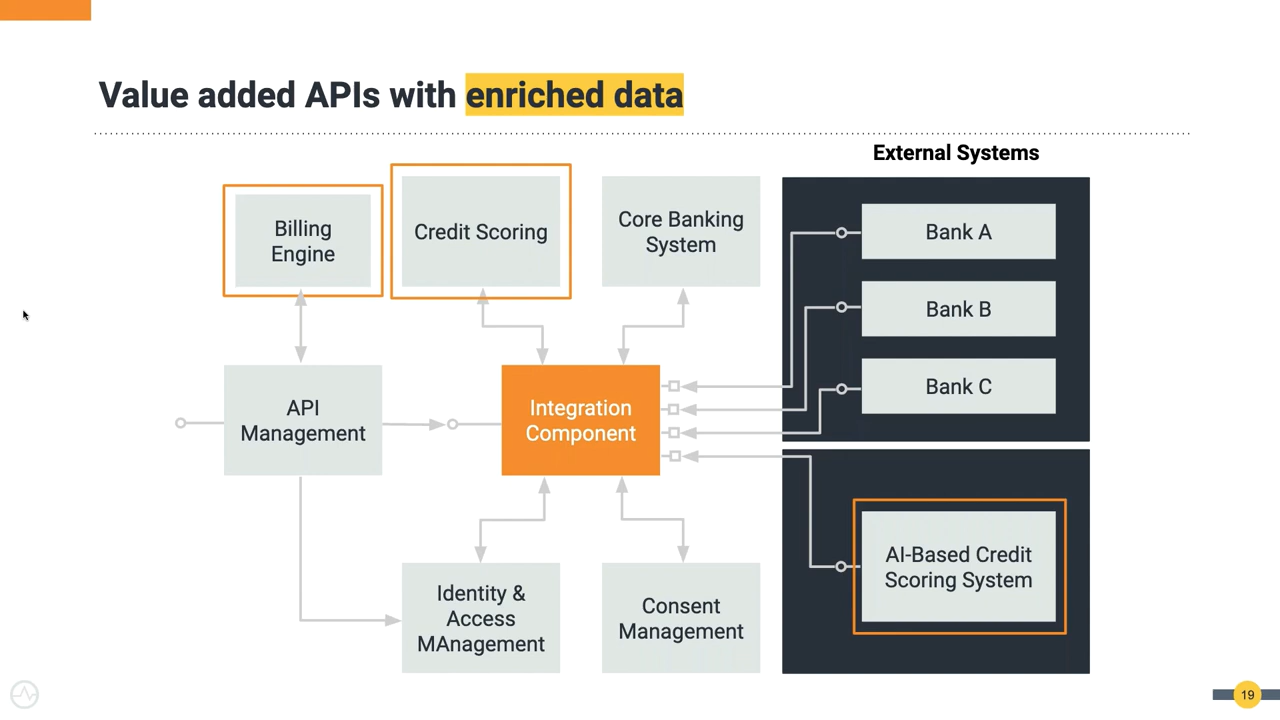 Value added APIs with enriched data
External Systems
Billing
Engine
Credit Scoring
Core Banking
System
Bank A
Bank B
Bank C
API
Management
Integration
Component
AI-Based Credit
Scoring System
Identity &
Access
MAnagement
Consent
Management
19